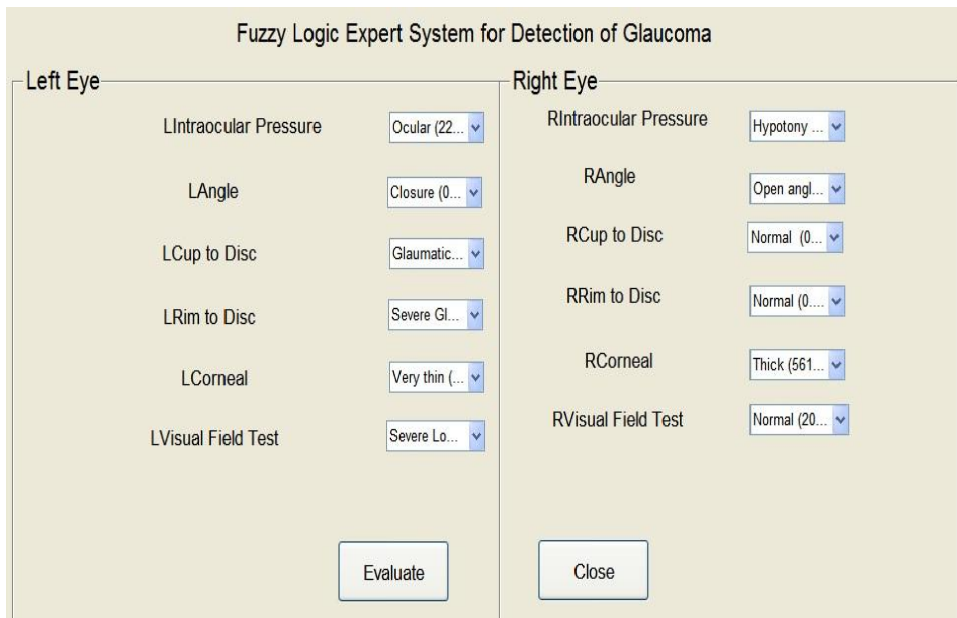 Fuzzy Logic Expert System for Detection of Glaucoma
Left Eye
LIntraocular Pressure Ocular (22...
LAngle Closure (0...
LCup to Disc Glaumatic...
LRim to Disc Severe Gl...
LCorneal Very thin (...
LVisual Field Test Severe Lo...
Evaluate
Right Eye
RIntraocular Pressure Hypotony ...
RAngle Open angl...
RCup to Disc Normal (0...
RRim to Disc Normal (0....
RCorneal Thick (561...
RVisual Field Test Normal (20...
Close